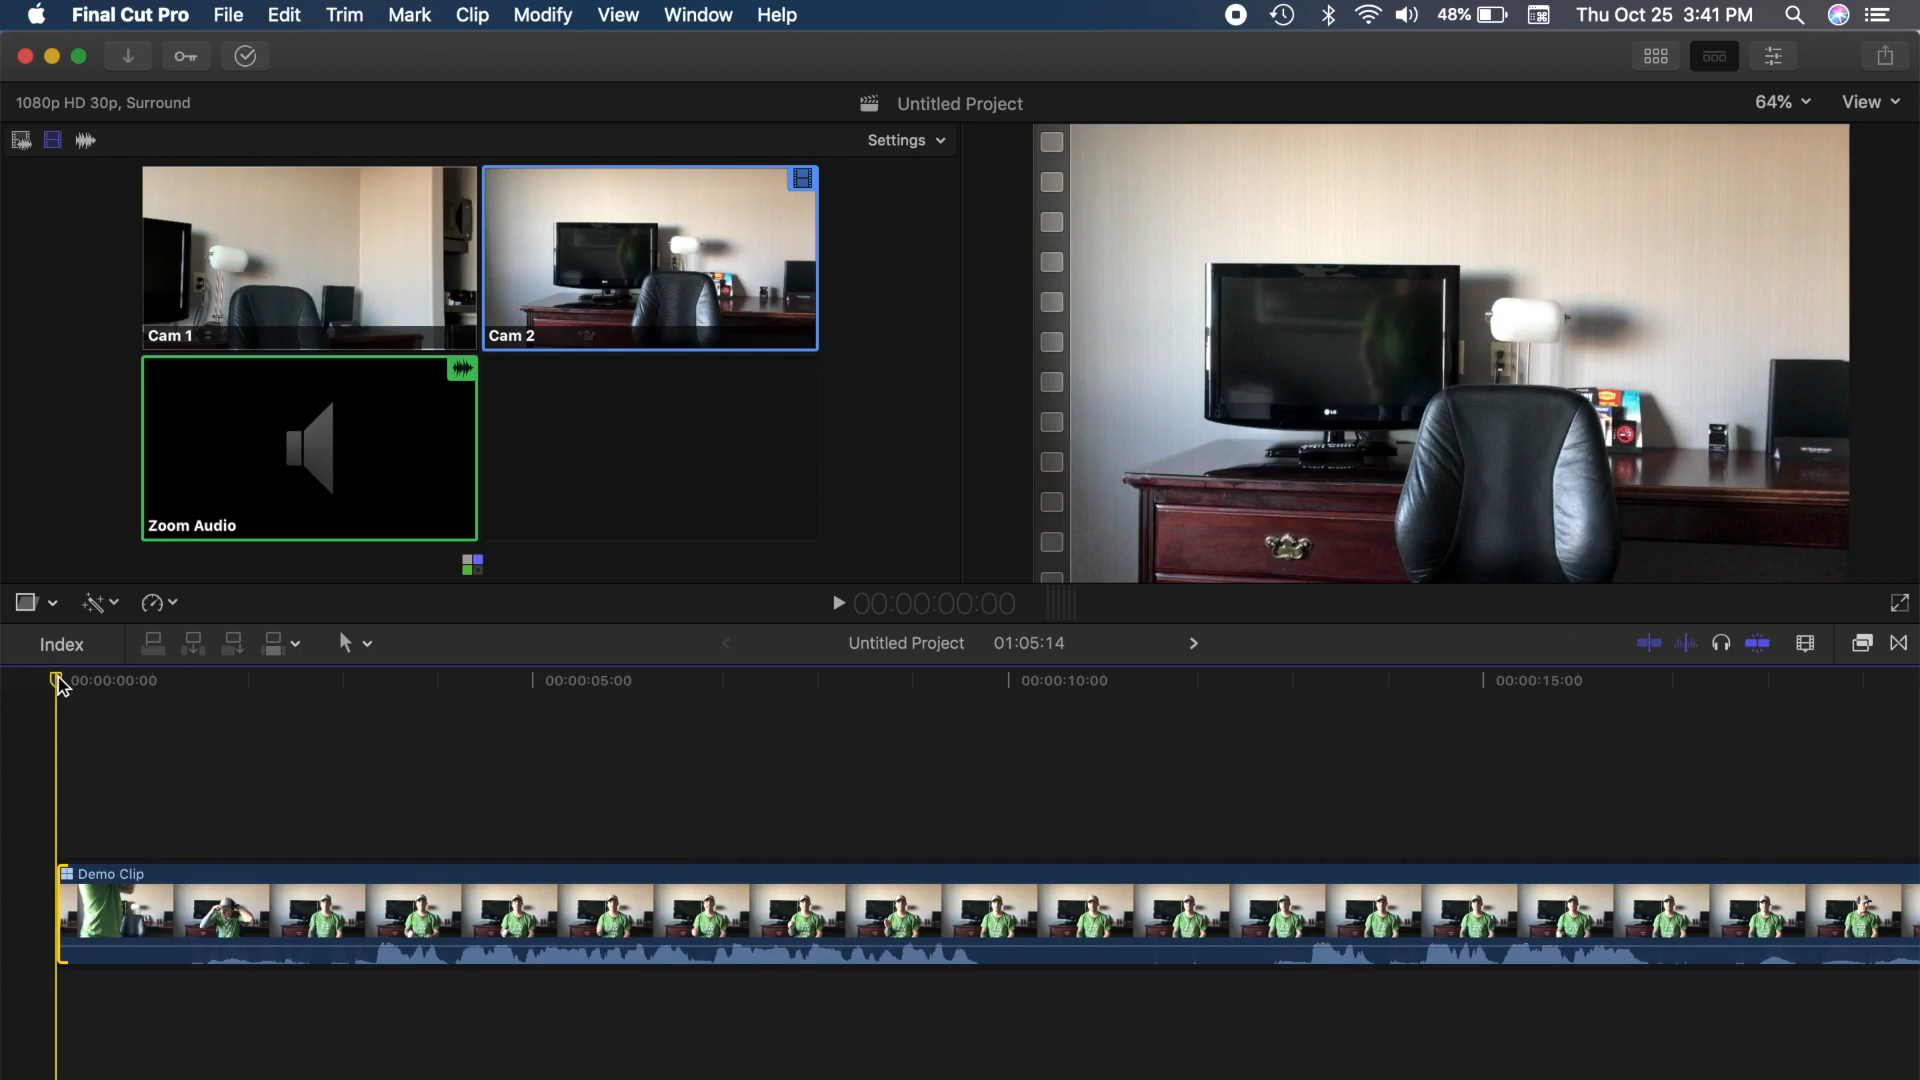 Final Cut Pro File Edit Trim Mark Clip Modify View Window Help 48% Thu Oct 25 3:41 PM
1080p HD 30p, Surround Untitled Project 64% View
Settings
Cam 1 Cam 2
Zoom Audio
LG
00:00:00:00
Index Untitled Project 01:05:14
00:00:00:00 00:00:05:00 00:00:10:00 00:00:15:00
Demo Clip